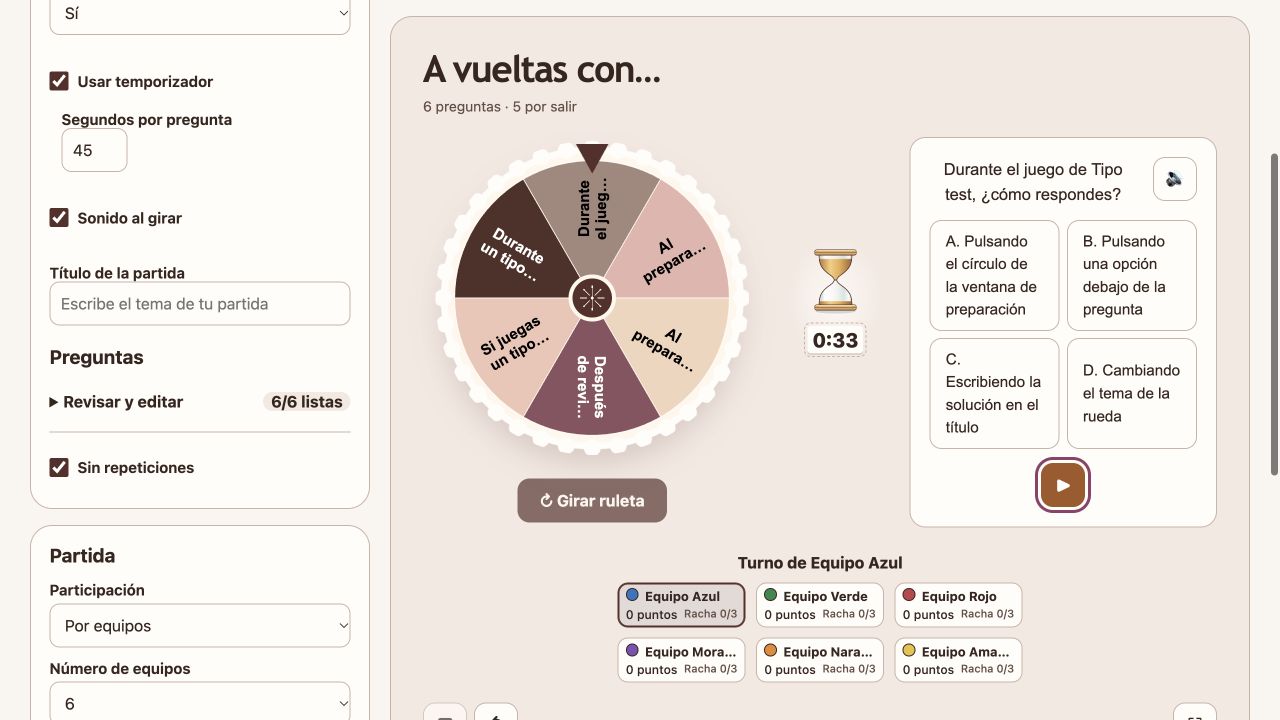 Sí
Usar temporizador
Segundos por pregunta
45
Sonido al girar
Título de la partida
Escribe el tema de tu partida
Preguntas
Revisar y editar
6/6 listas
Sin repeticiones
Partida
Participación
Por equipos
Número de equipos
6
A vueltas con...
6 preguntas · 5 por salir
Durante
el jueg…
Al
prepara…
Al
prepara…
Después
de revi…
Si juegas
un tipo…
Durante
un tipo…
↻ Girar ruleta
0:33
Durante el juego de Tipo
test, ¿cómo respondes?
A. Pulsando
el círculo de
la ventana de
preparación
B. Pulsando
una opción
debajo de la
pregunta
C.
Escribiendo la
solución en el
título
D. Cambiando
el tema de la
rueda
Turno de Equipo Azul
Equipo Azul
0 puntos Racha 0/3
Equipo Verde
0 puntos Racha 0/3
Equipo Rojo
0 puntos Racha 0/3
Equipo Mora…
0 puntos Racha 0/3
Equipo Nara…
0 puntos Racha 0/3
Equipo Ama…
0 puntos Racha 0/3